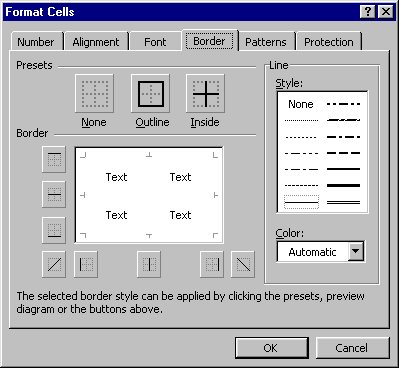 Format Cells
Number Alignment Font Border Patterns Protection
Presets
None Outline Inside
Border
Text Text
Text Text
Line
Style:
None
Color:
Automatic
The selected border style can be applied by clicking the presets, preview
diagram or the buttons above.
OK Cancel